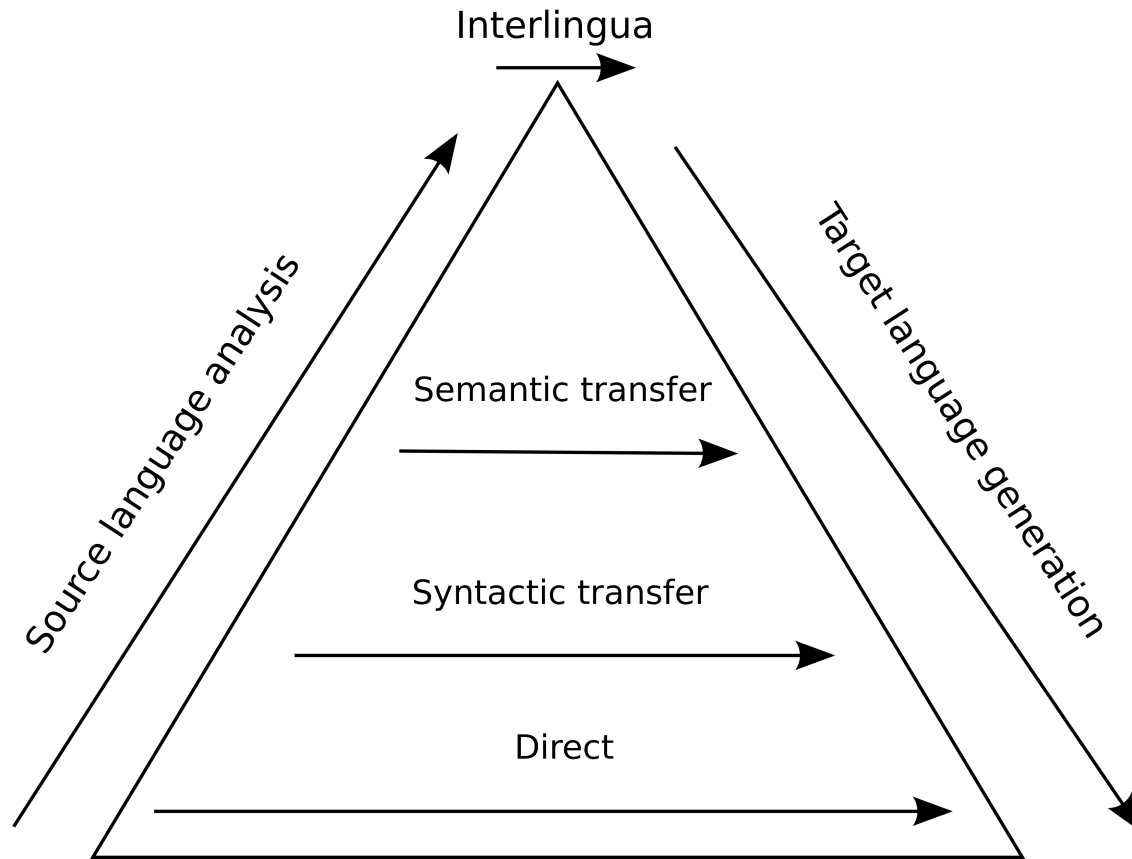 Interlingua
Source language analysis
Target language generation
Semantic transfer
Syntactic transfer
Direct